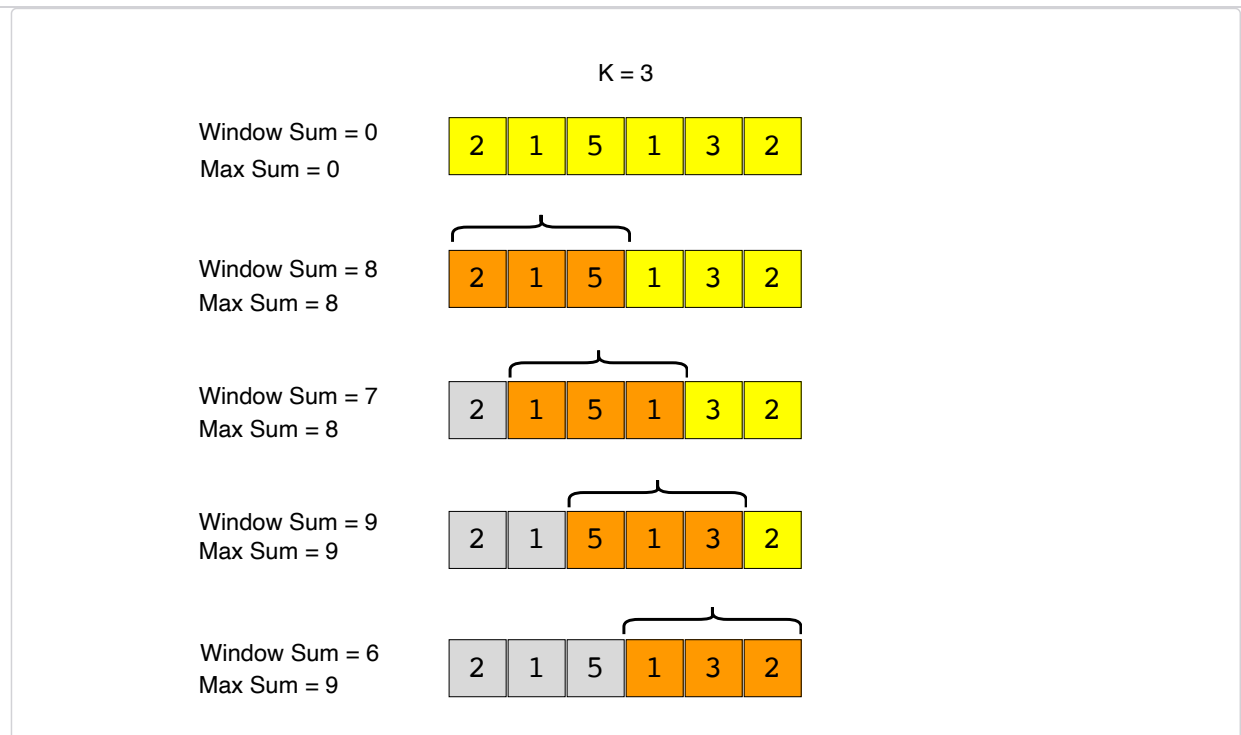 K = 3
Window Sum = 0
Max Sum = 0
2 1 5 1 3 2
Window Sum = 8
Max Sum = 8
2 1 5 1 3 2
Window Sum = 7
Max Sum = 8
2 1 5 1 3 2
Window Sum = 9
Max Sum = 9
2 1 5 1 3 2
Window Sum = 6
Max Sum = 9
2 1 5 1 3 2